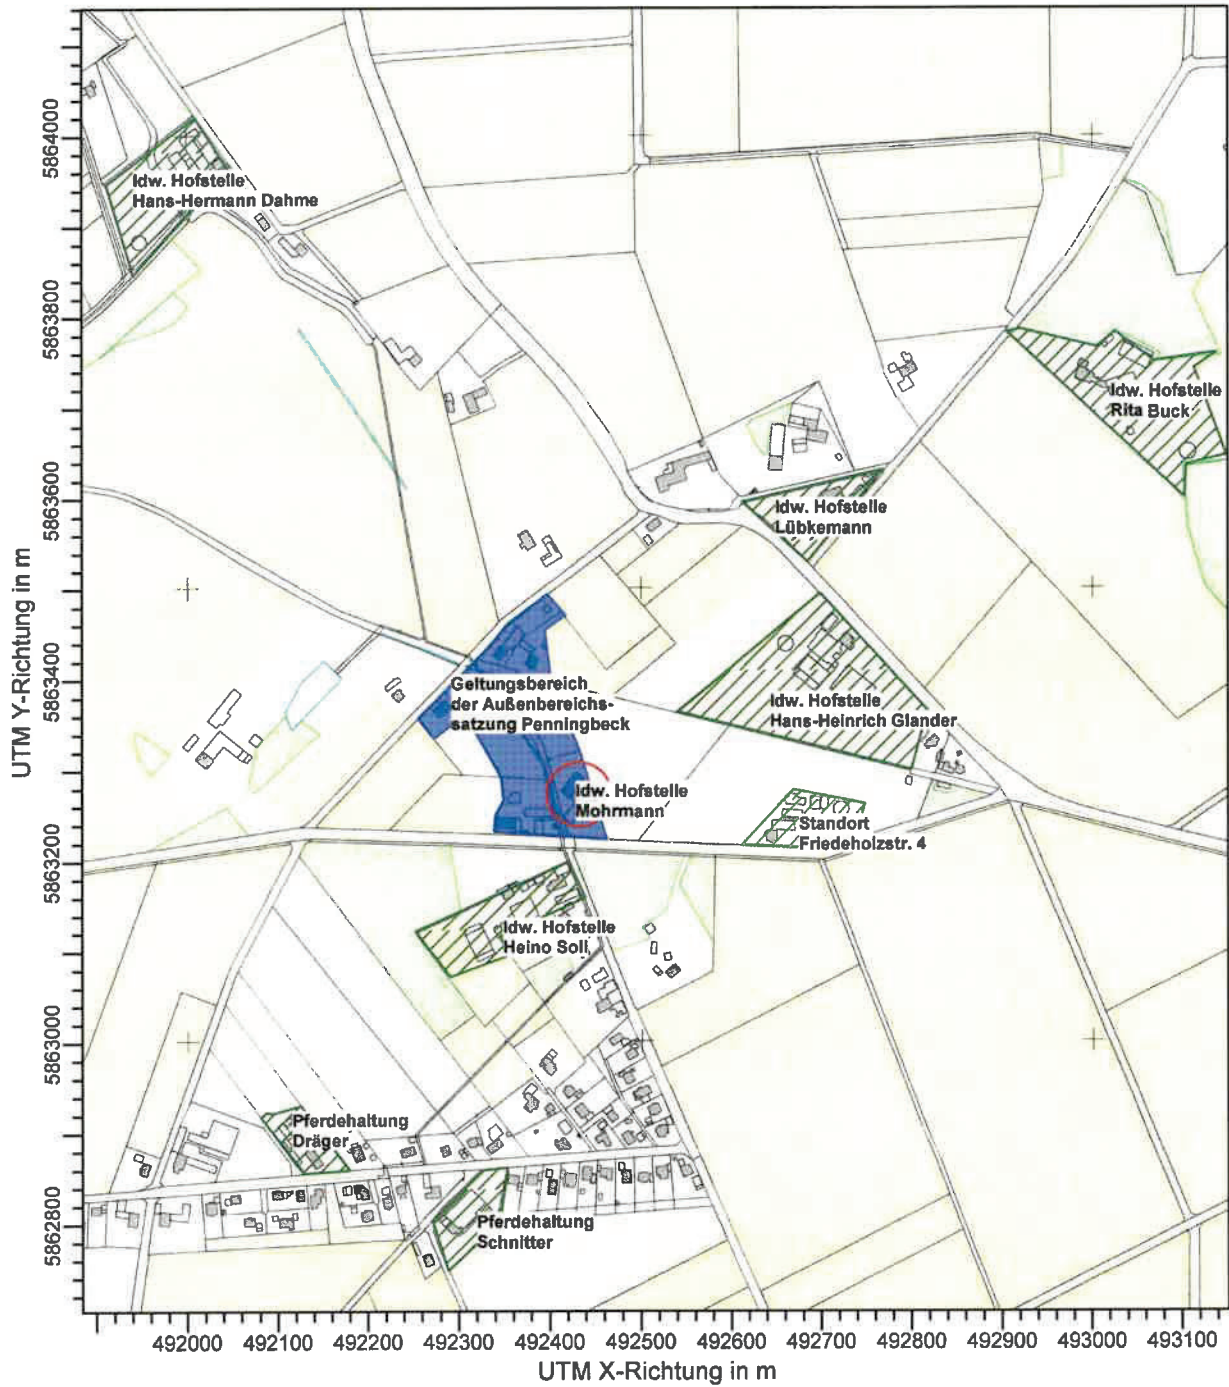 ldw. Hofstelle
Hans-Hermann Dahme
ldw. Hofstelle
Rita Buck
ldw. Hofstelle
Lübkemann
Geltungsbereich
der Außenbereichs-
satzung Penningbeck
ldw. Hofstelle
Hans-Heinrich Glander
ldw. Hofstelle
Mohrmann
Standort
Friedeholzstr. 4
ldw. Hofstelle
Heino Soll
Pferdehaltung
Dräger
Pferdehaltung
Schnitter
UTM Y-Richtung in m
5864000
5863800
5863600
5863400
5863200
5863000
5862800
492000 492100 492200 492300 492400 492500 492600 492700 492800 492900 493000 493100
UTM X-Richtung in m